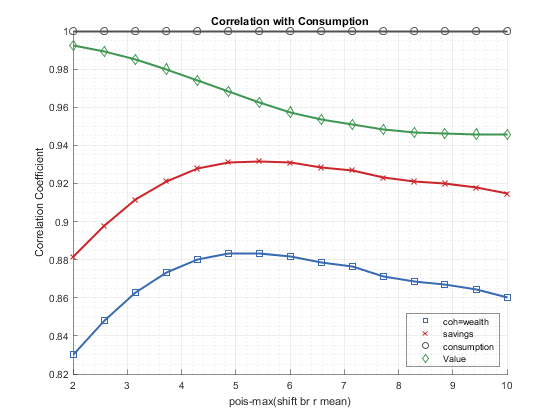 Correlation with Consumption
Correlation Coefficient
1
0.98
0.96
0.94
0.92
0.9
0.88
0.86
0.84
0.82
2 3 4 5 6 7 8 9 10
pois-max(shift br r mean)
coh=wealth
savings
consumption
Value